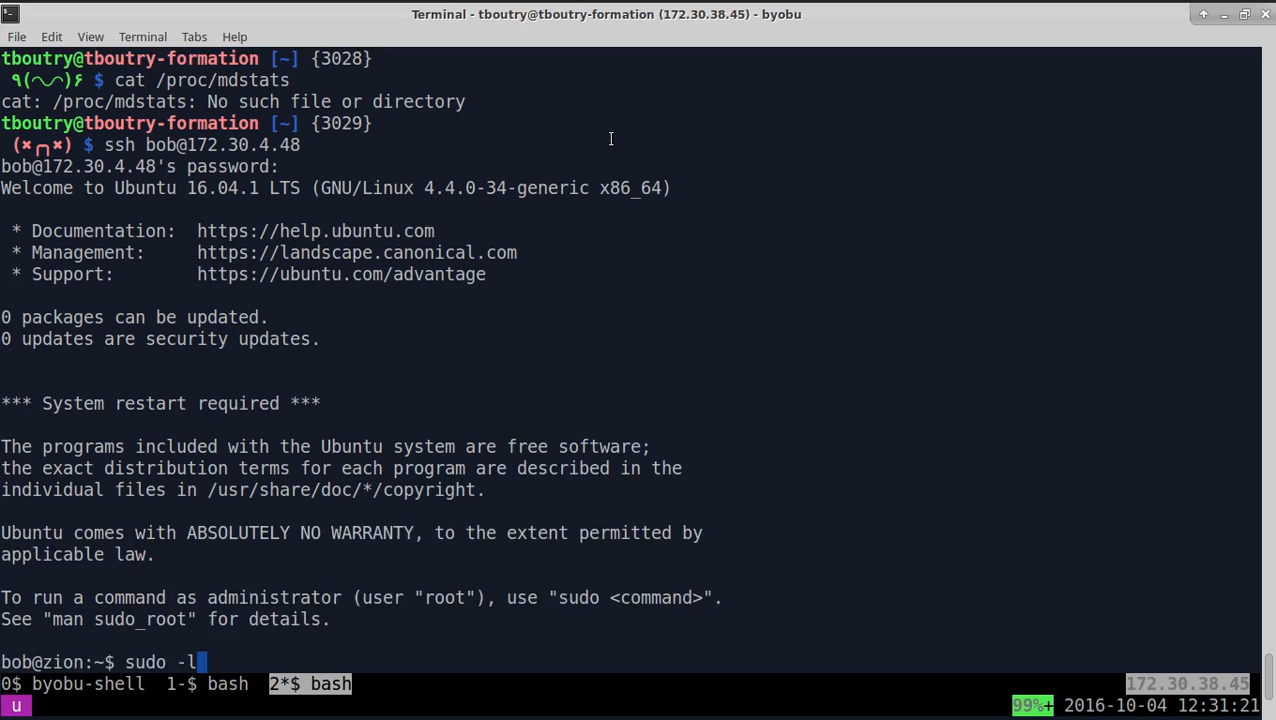 Terminal - tboutry@tboutry-formation (172.30.38.45) - byobu
File Edit View Terminal Tabs Help
tboutry@tboutry-formation [~] {3028}
٩(◡◡)۶ $ cat /proc/mdstats
cat: /proc/mdstats: No such file or directory
tboutry@tboutry-formation [~] {3029}
(✖╭╮✖) $ ssh bob@172.30.4.48
bob@172.30.4.48's password:
Welcome to Ubuntu 16.04.1 LTS (GNU/Linux 4.4.0-34-generic x86_64)
* Documentation: https://help.ubuntu.com
* Management: https://landscape.canonical.com
* Support: https://ubuntu.com/advantage
0 packages can be updated.
0 updates are security updates.
*** System restart required ***
The programs included with the Ubuntu system are free software;
the exact distribution terms for each program are described in the
individual files in /usr/share/doc/*/copyright.
Ubuntu comes with ABSOLUTELY NO WARRANTY, to the extent permitted by
applicable law.
To run a command as administrator (user "root"), use "sudo <command>".
See "man sudo_root" for details.
bob@zion:~$ sudo -l
0$ byobu-shell 1-$ bash 2*$ bash 172.30.38.45
u 99%+ 2016-10-04 12:31:21